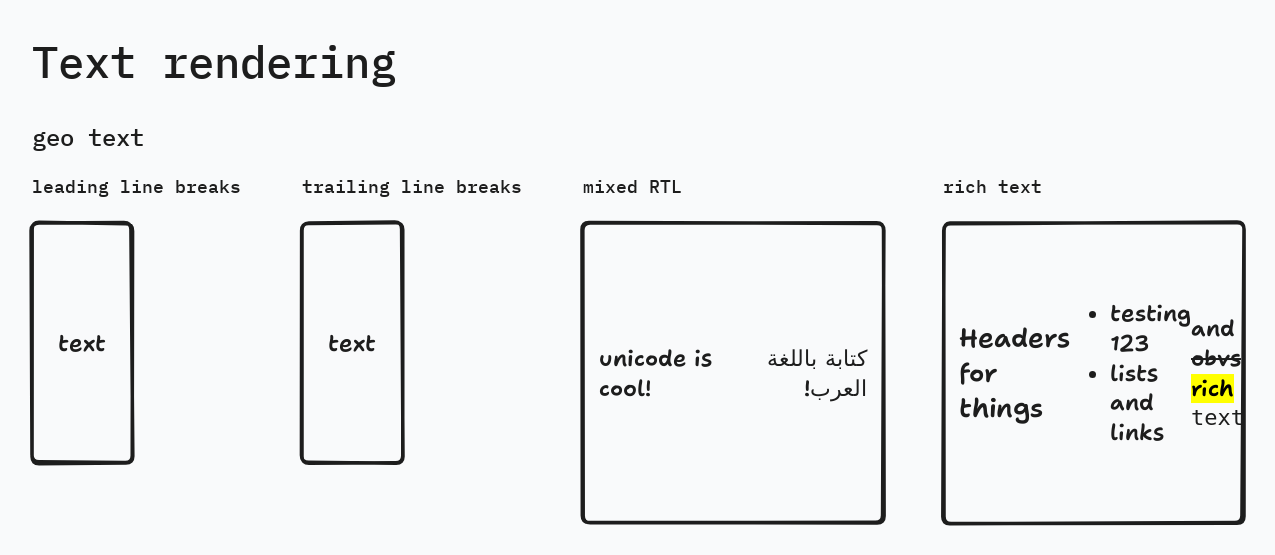 Text rendering
geo text
leading line breaks
trailing line breaks
mixed RTL
rich text
text
text
unicode is
cool!
كتابة باللغة
العرب!
Headers
for
things
• testing
123
• lists
and
links
and
obvs
rich
text